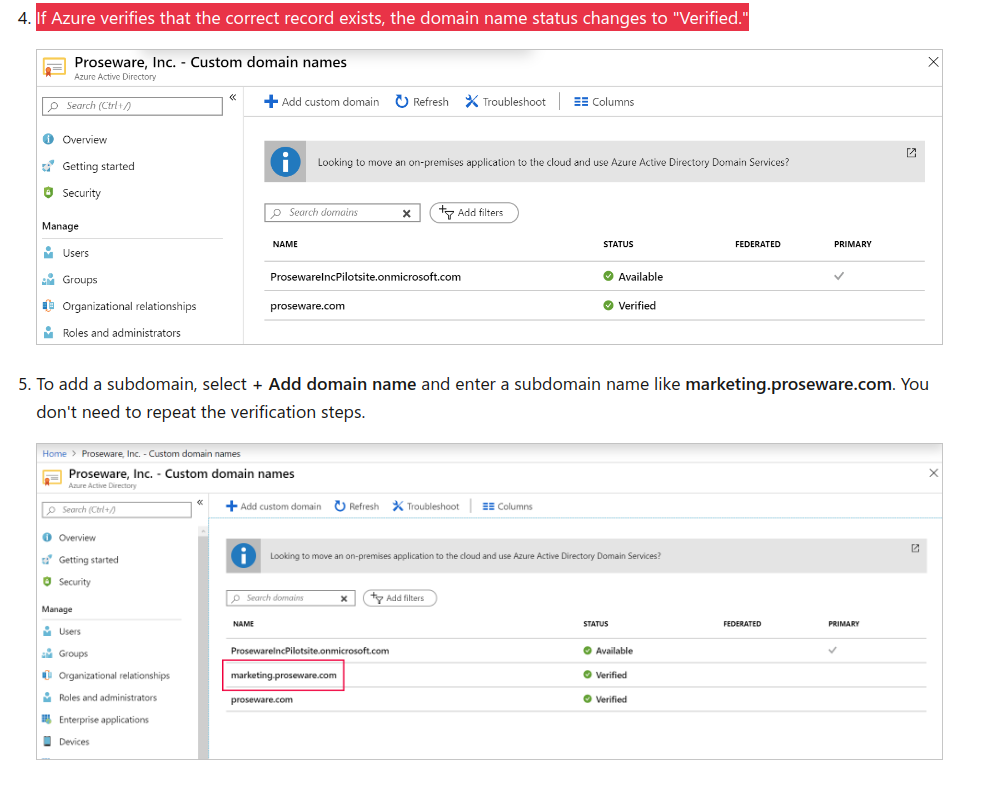 4. If Azure verifies that the correct record exists, the domain name status changes to "Verified."
Proseware, Inc. - Custom domain names
Azure Active Directory
Search (Ctrl+/)
«
Add custom domain Refresh Troubleshoot Columns
Overview
Getting started
Security
Manage
Users
Groups
Organizational relationships
Roles and administrators
Looking to move an on-premises application to the cloud and use Azure Active Directory Domain Services?
Search domains Add filters
NAME STATUS FEDERATED PRIMARY
ProsewareIncPilotsite.onmicrosoft.com Available
proseware.com Verified
5. To add a subdomain, select + Add domain name and enter a subdomain name like marketing.proseware.com. You
don't need to repeat the verification steps.
Home > Proseware, Inc. - Custom domain names
Proseware, Inc. - Custom domain names
Azure Active Directory
Search (Ctrl+/)
«
Add custom domain Refresh Troubleshoot Columns
Overview
Getting started
Security
Manage
Users
Groups
Organizational relationships
Roles and administrators
Enterprise applications
Devices
Looking to move an on-premises application to the cloud and use Azure Active Directory Domain Services?
Search domains Add filters
NAME STATUS FEDERATED PRIMARY
ProsewareIncPilotsite.onmicrosoft.com Available
marketing.proseware.com Verified
proseware.com Verified